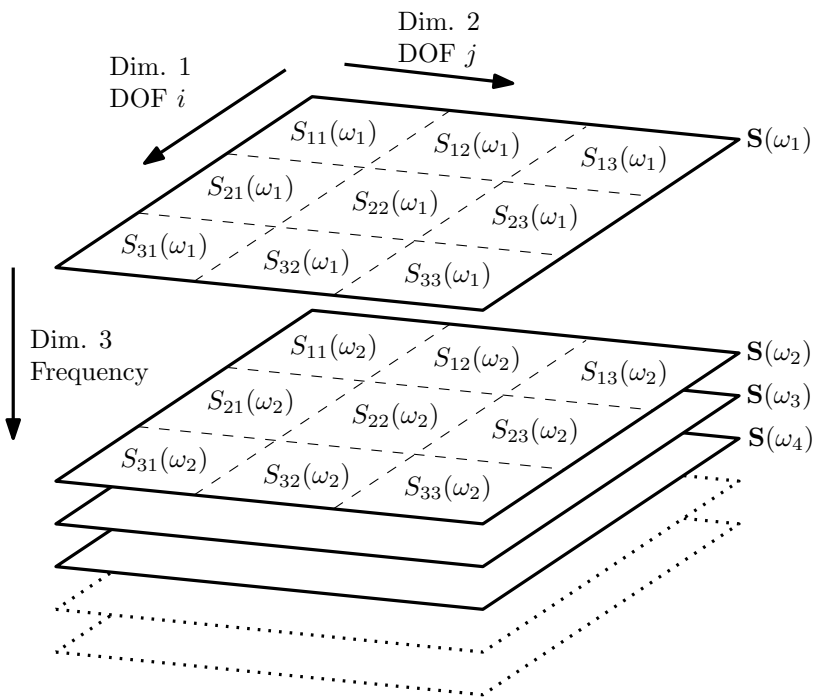 Dim. 2
DOF j
Dim. 1
DOF i
S₁₁(ω₁) S₁₂(ω₁) S₁₃(ω₁) 𝐒(ω₁)
S₂₁(ω₁) S₂₂(ω₁) S₂₃(ω₁)
S₃₁(ω₁) S₃₂(ω₁) S₃₃(ω₁)
Dim. 3
Frequency
S₁₁(ω₂) S₁₂(ω₂) S₁₃(ω₂) 𝐒(ω₂)
S₂₁(ω₂) S₂₂(ω₂) S₂₃(ω₂) 𝐒(ω₃)
S₃₁(ω₂) S₃₂(ω₂) S₃₃(ω₂) 𝐒(ω₄)